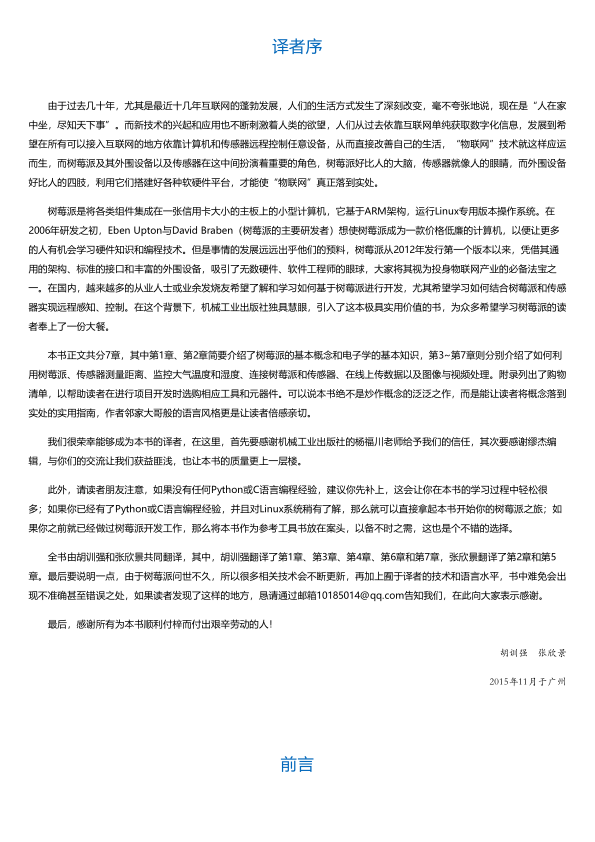 译者序
由于过去几十年，尤其是最近十几年互联网的蓬勃发展，人们的生活方式发生了深刻改变，毫不夸张地说，现在是“人在家
中坐，尽知天下事”。而新技术的兴起和应用也不断刺激着人类的欲望，人们从过去依靠互联网单纯获取数字化信息，发展到希
望在所有可以接入互联网的地方依靠计算机和传感器远程控制任意设备，从而直接改善自己的生活，“物联网”技术就这样应运
而生，而树莓派及其外围设备以及传感器在这中间扮演着重要的角色，树莓派好比人的大脑，传感器就像人的眼睛，而外围设备
好比人的四肢，利用它们搭建好各种软硬件平台，才能使“物联网”真正落到实处。
树莓派是将各类组件集成在一张信用卡大小的主板上的小型计算机，它基于ARM架构，运行Linux专用版本操作系统。在
2006年研发之初，Eben Upton与David Braben（树莓派的主要研发者）想使树莓派成为一款价格低廉的计算机，以便让更多
的人有机会学习硬件知识和编程技术。但是事情的发展远远出乎他们的预料，树莓派从2012年发行第一个版本以来，凭借其通
用的架构、标准的接口和丰富的外围设备，吸引了无数硬件、软件工程师的眼球，大家将其视为投身物联网产业的必备法宝之
一。在国内，越来越多的从业人士或业余发烧友希望了解和学习如何基于树莓派进行开发，尤其希望学习如何结合树莓派和传感
器实现远程感知、控制。在这个背景下，机械工业出版社独具慧眼，引入了这本极具实用价值的书，为众多希望学习树莓派的读
者奉上了一份大餐。
本书正文共分7章，其中第1章、第2章简要介绍了树莓派的基本概念和电子学的基本知识，第3~第7章则分别介绍了如何利
用树莓派、传感器测量距离、监控大气温度和湿度、连接树莓派和传感器、在线上传数据以及图像与视频处理。附录列出了购物
清单，以帮助读者在进行项目开发时选购相应工具和元器件。可以说本书绝不是炒作概念的泛泛之作，而是能让读者将概念落到
实处的实用指南，作者邻家大哥般的语言风格更是让读者倍感亲切。
我们很荣幸能够成为本书的译者，在这里，首先要感谢机械工业出版社的杨福川老师给予我们的信任，其次要感谢缪杰编
辑，与你们的交流让我们获益匪浅，也让本书的质量更上一层楼。
此外，请读者朋友注意，如果没有任何Python或C语言编程经验，建议你先补上，这会让你在本书的学习过程中轻松很
多；如果你已经有了Python或C语言编程经验，并且对Linux系统稍有了解，那么就可以直接拿起本书开始你的树莓派之旅；如
果你之前就已经做过树莓派开发工作，那么将本书作为参考工具书放在案头，以备不时之需，这也是个不错的选择。
全书由胡训强和张欣景共同翻译，其中，胡训强翻译了第1章、第3章、第4章、第6章和第7章，张欣景翻译了第2章和第5
章。最后要说明一点，由于树莓派问世不久，所以很多相关技术会不断更新，再加上囿于译者的技术和语言水平，书中难免会出
现不准确甚至错误之处，如果读者发现了这样的地方，恳请通过邮箱10185014@qq.com告知我们，在此向大家表示感谢。
最后，感谢所有为本书顺利付梓而付出艰辛劳动的人！
胡训强　张欣景
2015年11月于广州
前言